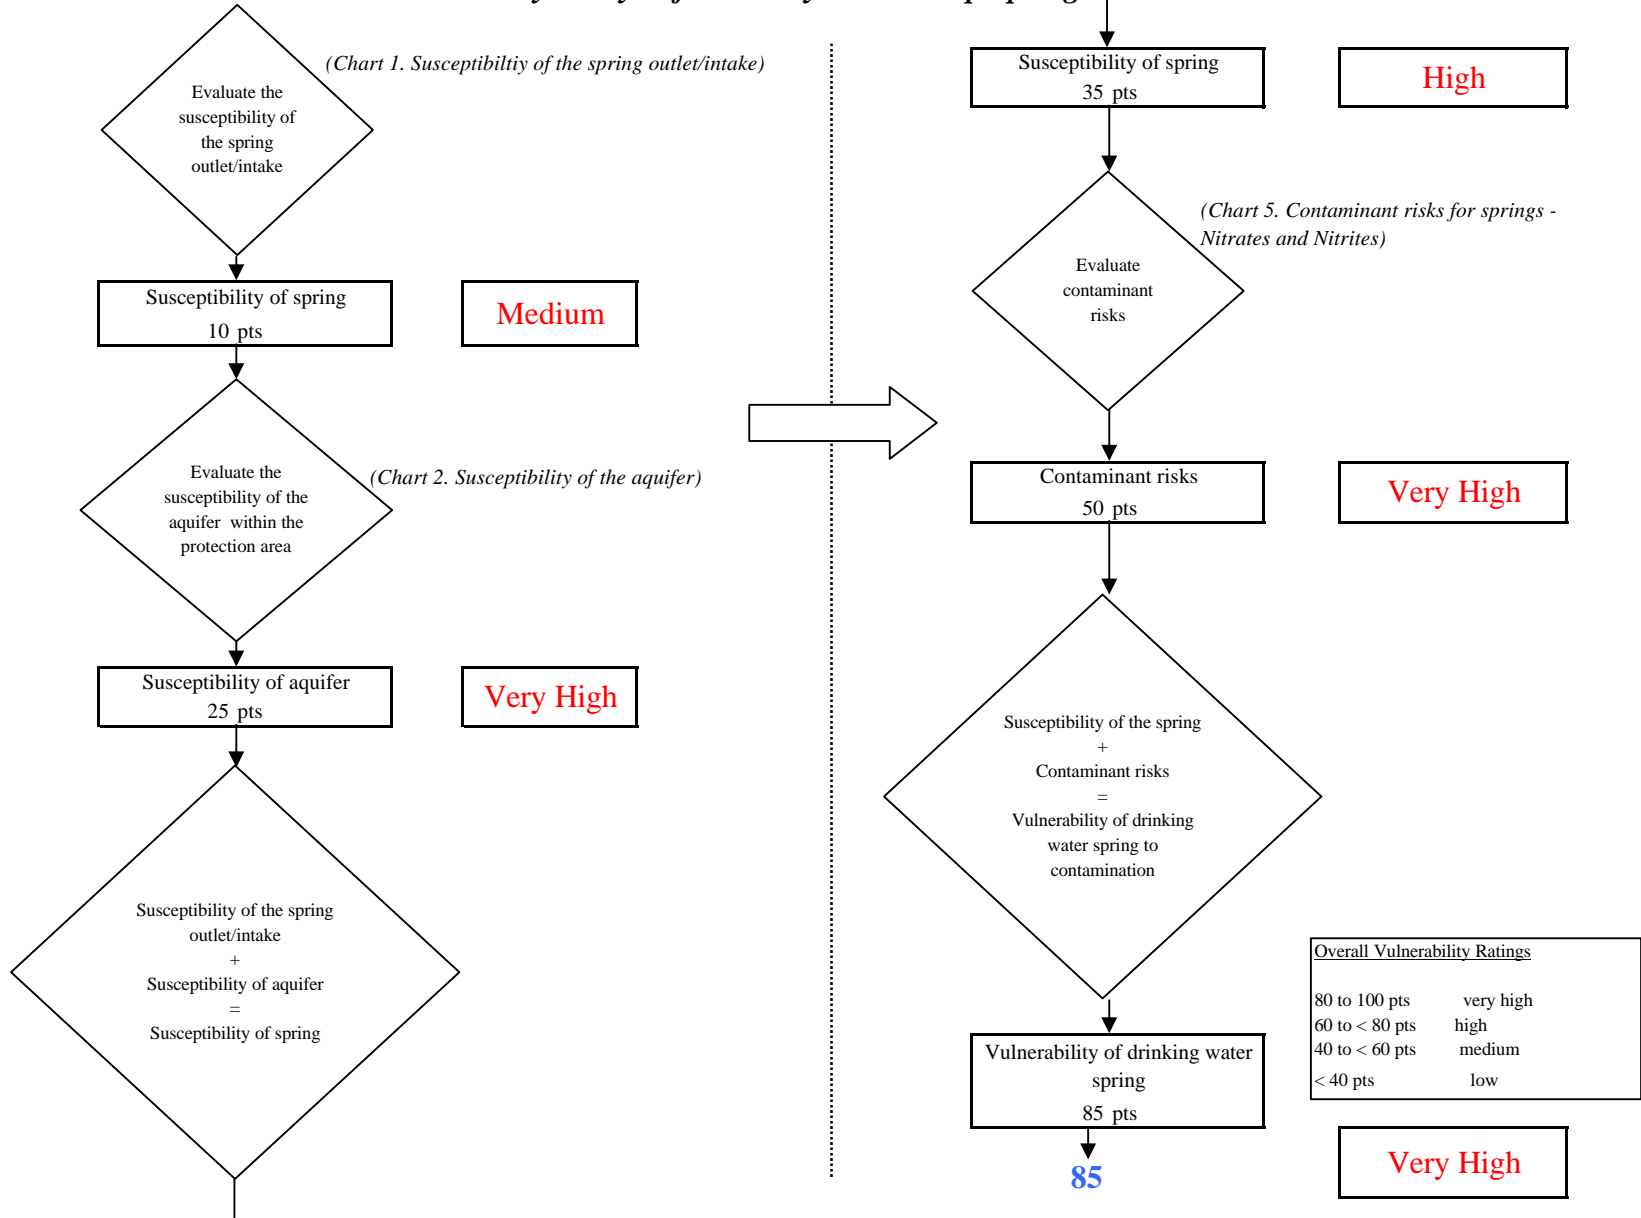 (Chart 1. Susceptibiltiy of the spring outlet/intake)
Evaluate the
susceptibility of
the spring
outlet/intake
Susceptibility of spring
10 pts
Medium
Evaluate the
susceptibility of the
aquifer within the
protection area
(Chart 2. Susceptibility of the aquifer)
Susceptibility of aquifer
25 pts
Very High
Susceptibility of the spring
outlet/intake
+
Susceptibility of aquifer
=
Susceptibility of spring
Susceptibility of spring
35 pts
High
(Chart 5. Contaminant risks for springs -
Nitrates and Nitrites)
Evaluate
contaminant
risks
Contaminant risks
50 pts
Very High
Susceptibility of the spring
+
Contaminant risks
=
Vulnerability of drinking
water spring to
contamination
Overall Vulnerability Ratings
80 to 100 pts very high
60 to < 80 pts high
40 to < 60 pts medium
< 40 pts low
Vulnerability of drinking water
spring
85 pts
85
Very High